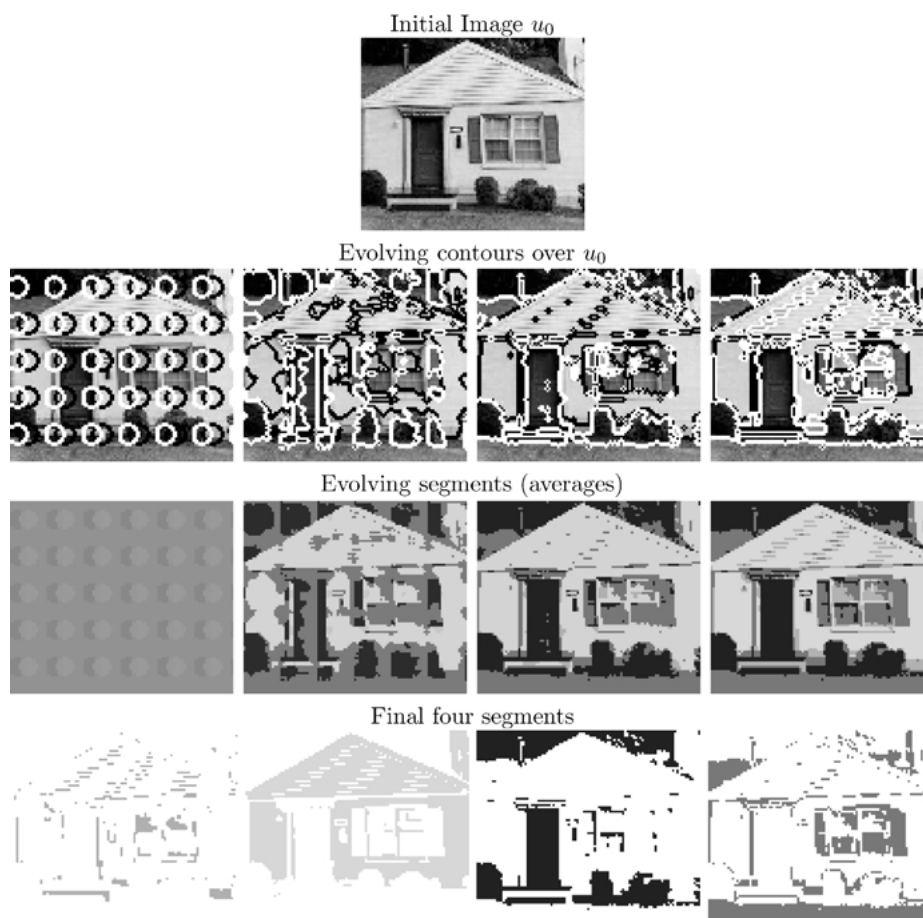 Initial Image u₀
Evolving contours over u₀
Evolving segments (averages)
Final four segments